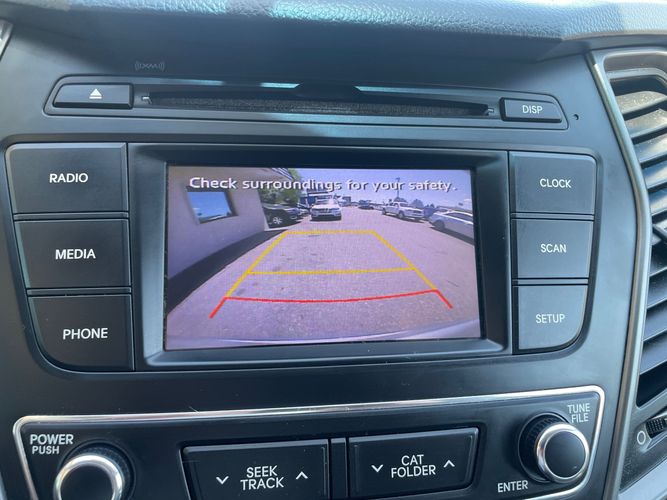 XM
DISP
Check surroundings for your safety.
RADIO
MEDIA
PHONE
CLOCK
SCAN
SETUP
POWER
PUSH
SEEK
TRACK
CAT
FOLDER
TUNE
FILE
ENTER